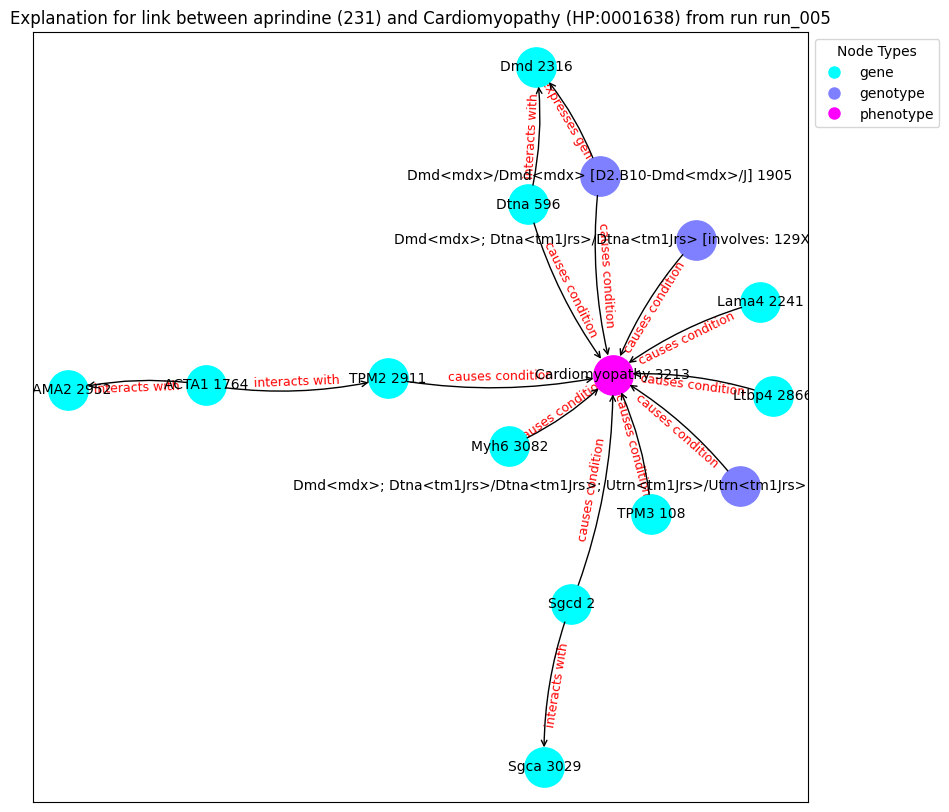 Explanation for link between aprindine (231) and Cardiomyopathy (HP:0001638) from run run_005
Node Types
gene
genotype
phenotype
Dmd 2316
interacts with
xpresses gen
Dmd<mdx>/Dmd<mdx> [D2.B10-Dmd<mdx>/J] 1905
Dtna 596
Dmd<mdx>; Dtna<tm1Jrs>/Dtna<tm1Jrs> [involves: 129X
causes condition
causes condition
causes condition
Lama4 2241
causes condition
AMA2 2952
interacts with
ACTA1 1764
interacts with
TPM2 2911
causes condition
Cardiomyopathy 3213
causes condition
Ltbp4 2866
causes condition
causes condition
causes condition
Myh6 3082
causes condition
Dmd<mdx>; Dtna<tm1Jrs>/Dtna<tm1Jrs>; Utrn<tm1Jrs>/Utrn<tm1Jrs>
TPM3 108
Sgcd 2
interacts with
Sgca 3029